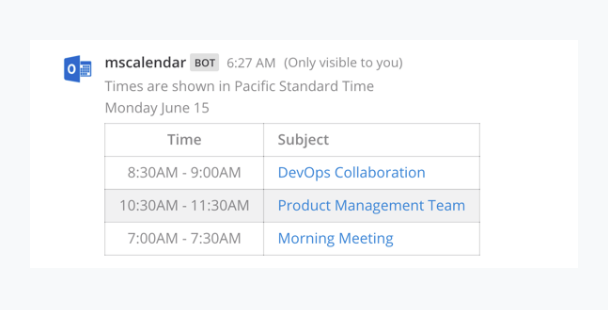 mscalendar BOT 6:27 AM (Only visible to you)
Times are shown in Pacific Standard Time
Monday June 15
Time Subject
8:30AM - 9:00AM DevOps Collaboration
10:30AM - 11:30AM Product Management Team
7:00AM - 7:30AM Morning Meeting